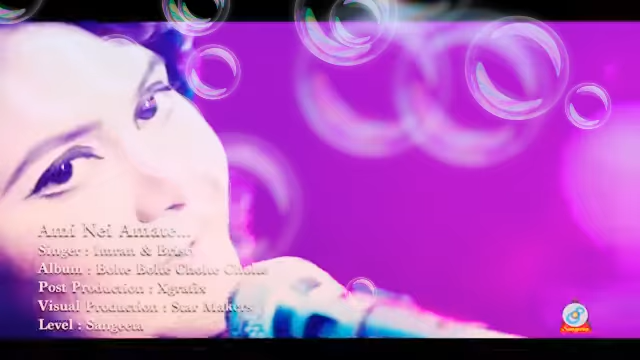 Ami Nei Amate...
Singer : Imran & Bristy
Album : Bolte Bolte Cholte Cholte
Post Production : Xgrafix
Visual Production : Star Makers
Level : Sangeeta
Sangeeta